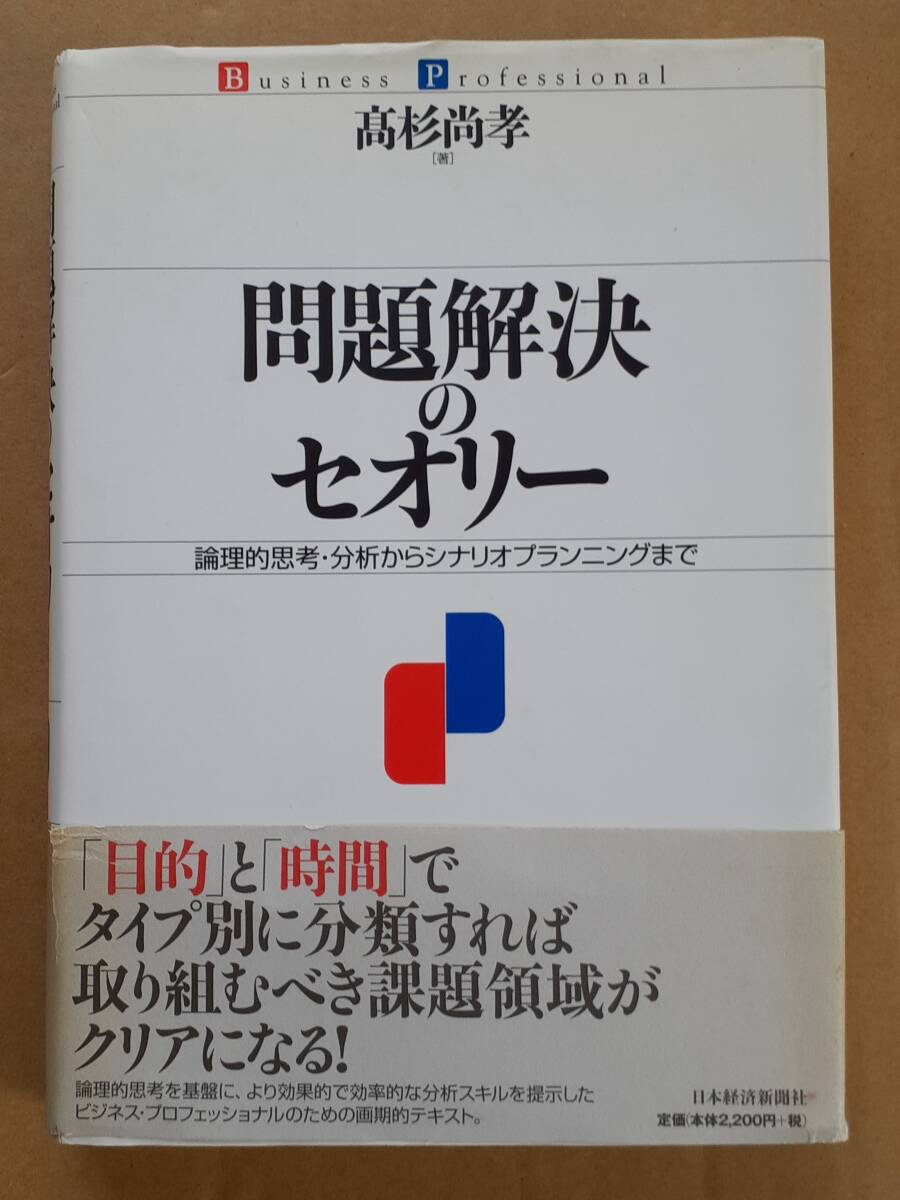 Business Professional
髙杉尚孝
[著]
問題解決
の
セオリー
論理的思考・分析からシナリオプランニングまで
「目的」と「時間」で
タイプ別に分類すれば
取り組むべき課題領域が
クリアになる!
論理的思考を基盤に、より効果的で効率的な分析スキルを提示した
ビジネス・プロフェッショナルのための画期的テキスト。
日本経済新聞社
定価(本体2,200円+税)